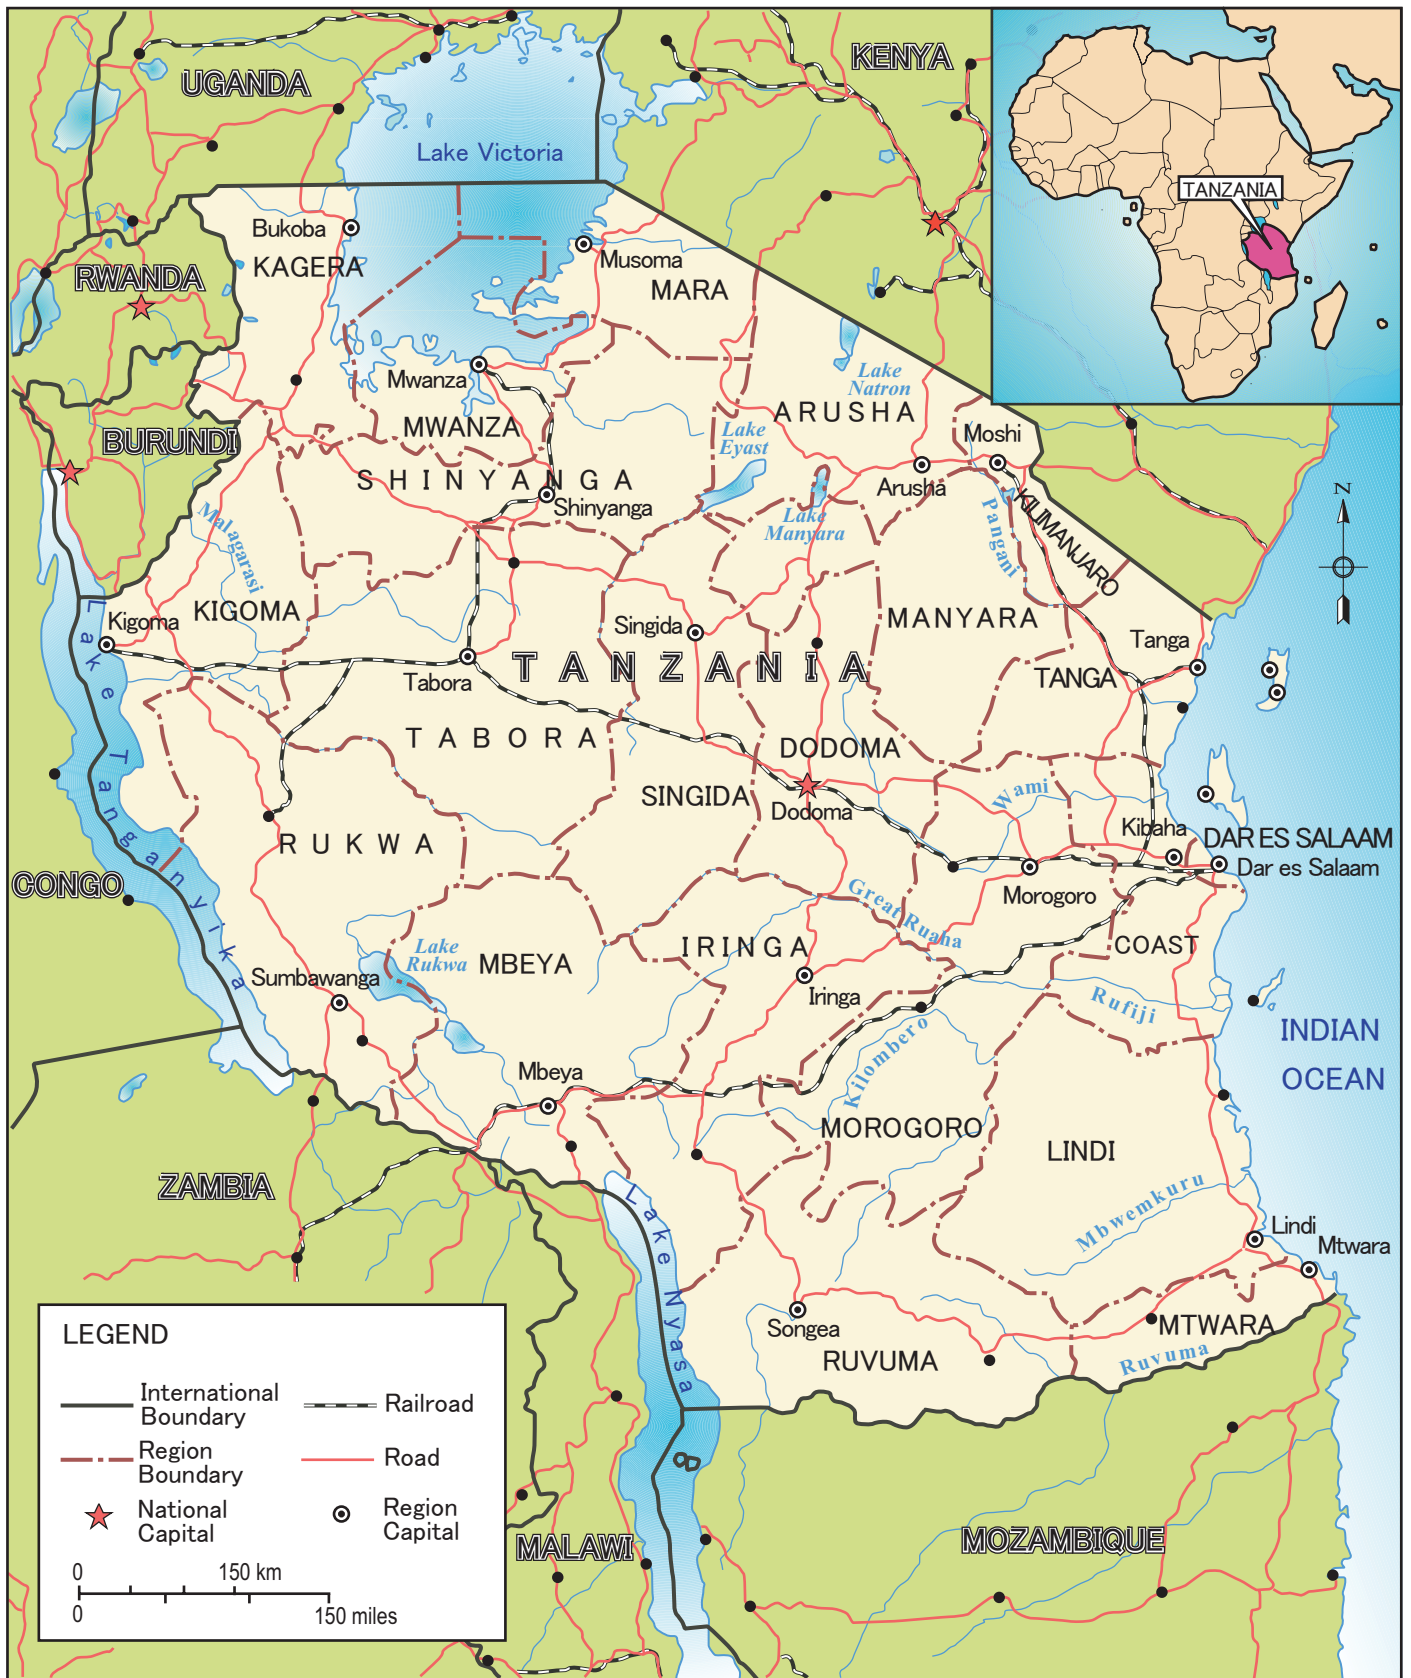 UGANDA
KENYA
Lake Victoria
TANZANIA
Bukoba
KAGERA
RWANDA
Musoma
MARA
Mwanza
Lake
Natron
ARUSHA
MWANZA
BURUNDI
Lake
Eyast
Moshi
SHINYANGA
Arusha
N
Shinyanga
Lake
Manyara
Pangani
KILIMANJARO
Malagarasi
KIGOMA
Kigoma
Singida
MANYARA
Tanga
TANZANIA
Tabora
TANGA
TABORA
DODOMA
SINGIDA
Dodoma
Wami
Kibaha
RUKWA
DAR ES SALAAM
Dar es Salaam
Lake Tanganyika
CONGO
Morogoro
Great Ruaha
Lake
Rukwa
MBEYA
IRINGA
COAST
Sumbawanga
Iringa
Rufiji
INDIAN
OCEAN
Kilombero
Mbeya
MOROGORO
LINDI
ZAMBIA
Lake Nyasa
Mbwemkuru
Lindi
Mtwara
Songea
MTWARA
RUVUMA
Ruvuma
LEGEND
International
Boundary
Railroad
Region
Boundary
Road
National
Capital
Region
Capital
0
150 km
0
150 miles
MALAWI
MOZAMBIQUE